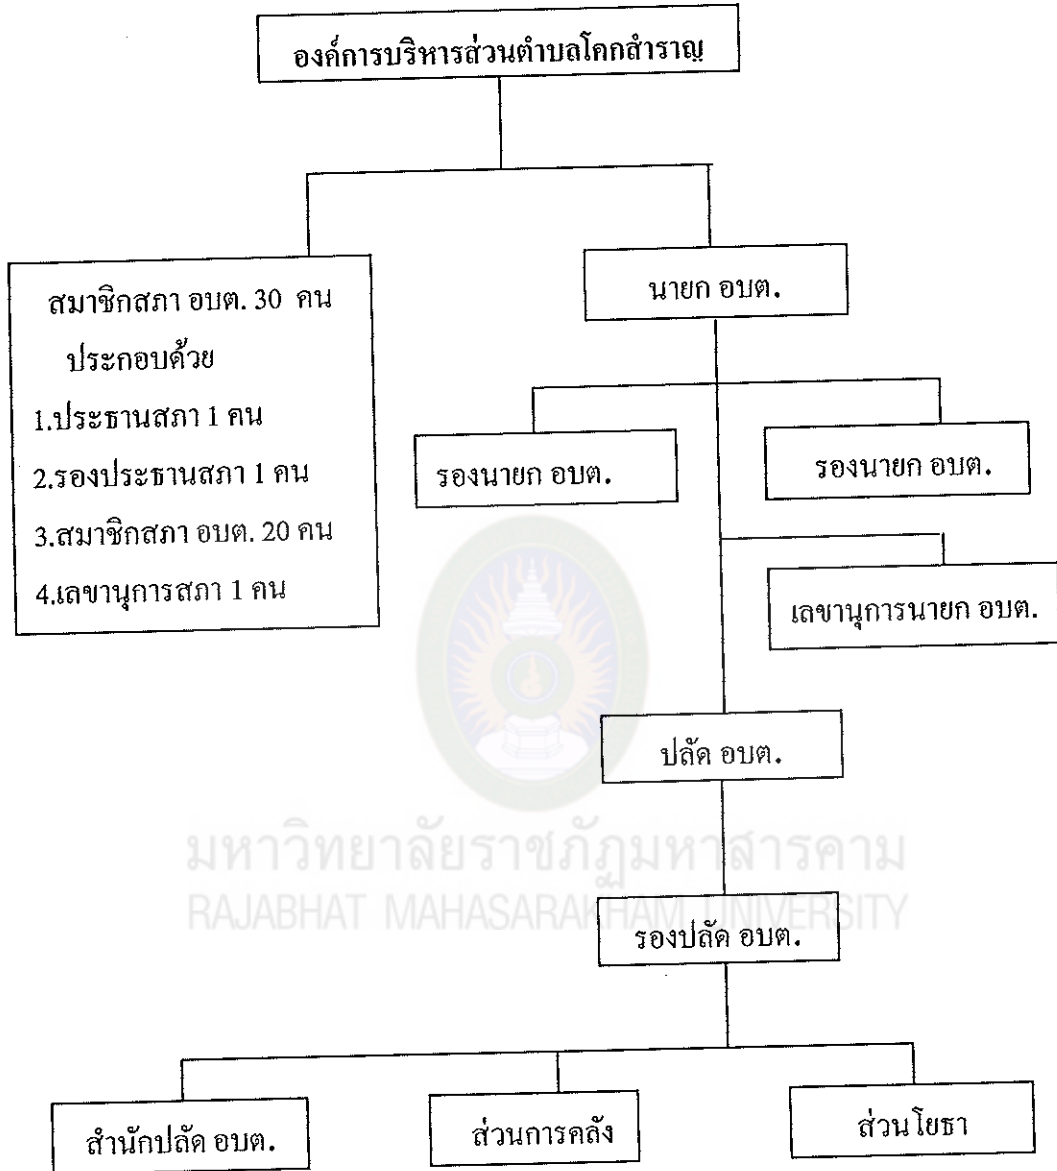 องค์การบริหารส่วนตำบลโคกสำราญ
สมาชิกสภา อบต. 30 คน
ประกอบด้วย
1.ประธานสภา 1 คน
2.รองประธานสภา 1 คน
3.สมาชิกสภา อบต. 20 คน
4.เลขานุการสภา 1 คน
นายก อบต.
รองนายก อบต.
รองนายก อบต.
เลขานุการนายก อบต.
ปลัด อบต.
มหาวิทยาลัยราชภัฏมหาสารคาม
RAJABHAT MAHASARAKHAM UNIVERSITY
รองปลัด อบต.
สำนักปลัด อบต.
ส่วนการคลัง
ส่วนโยธา